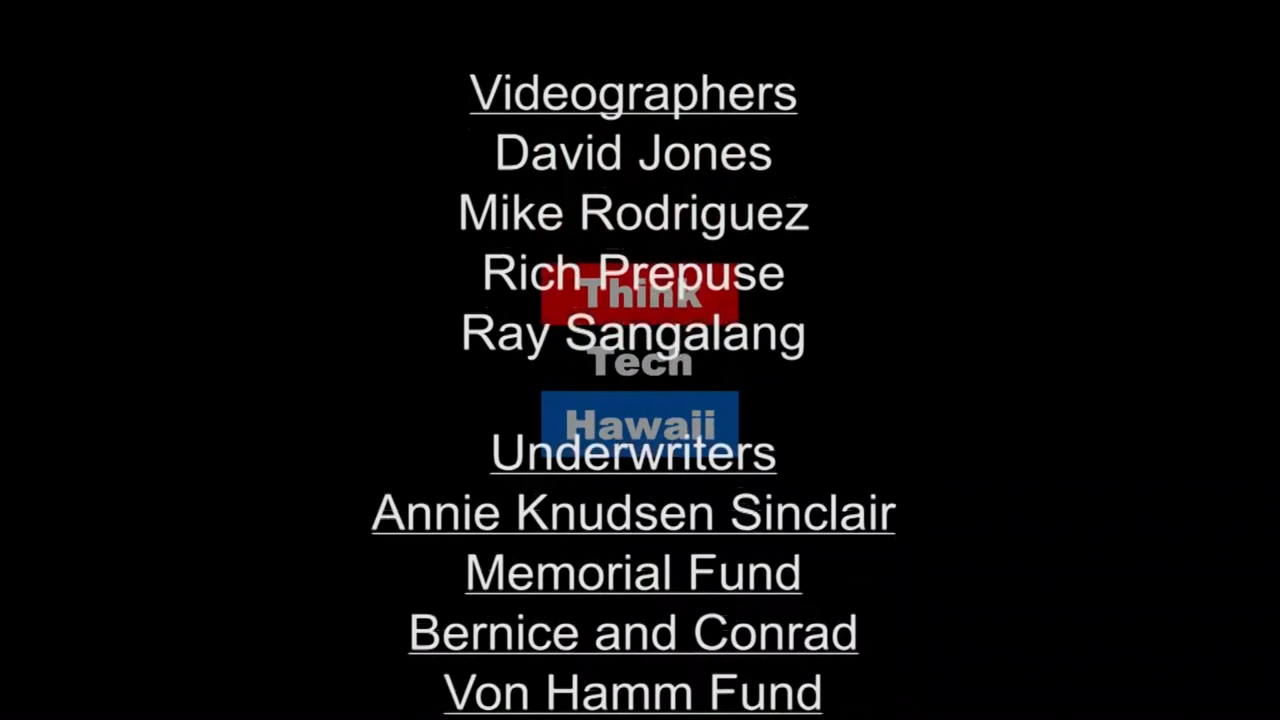 Videographers
David Jones
Mike Rodriguez
Rich Prepuse
Think
Ray Sangalang
Tech
Hawaii
Underwriters
Annie Knudsen Sinclair
Memorial Fund
Bernice and Conrad
Von Hamm Fund